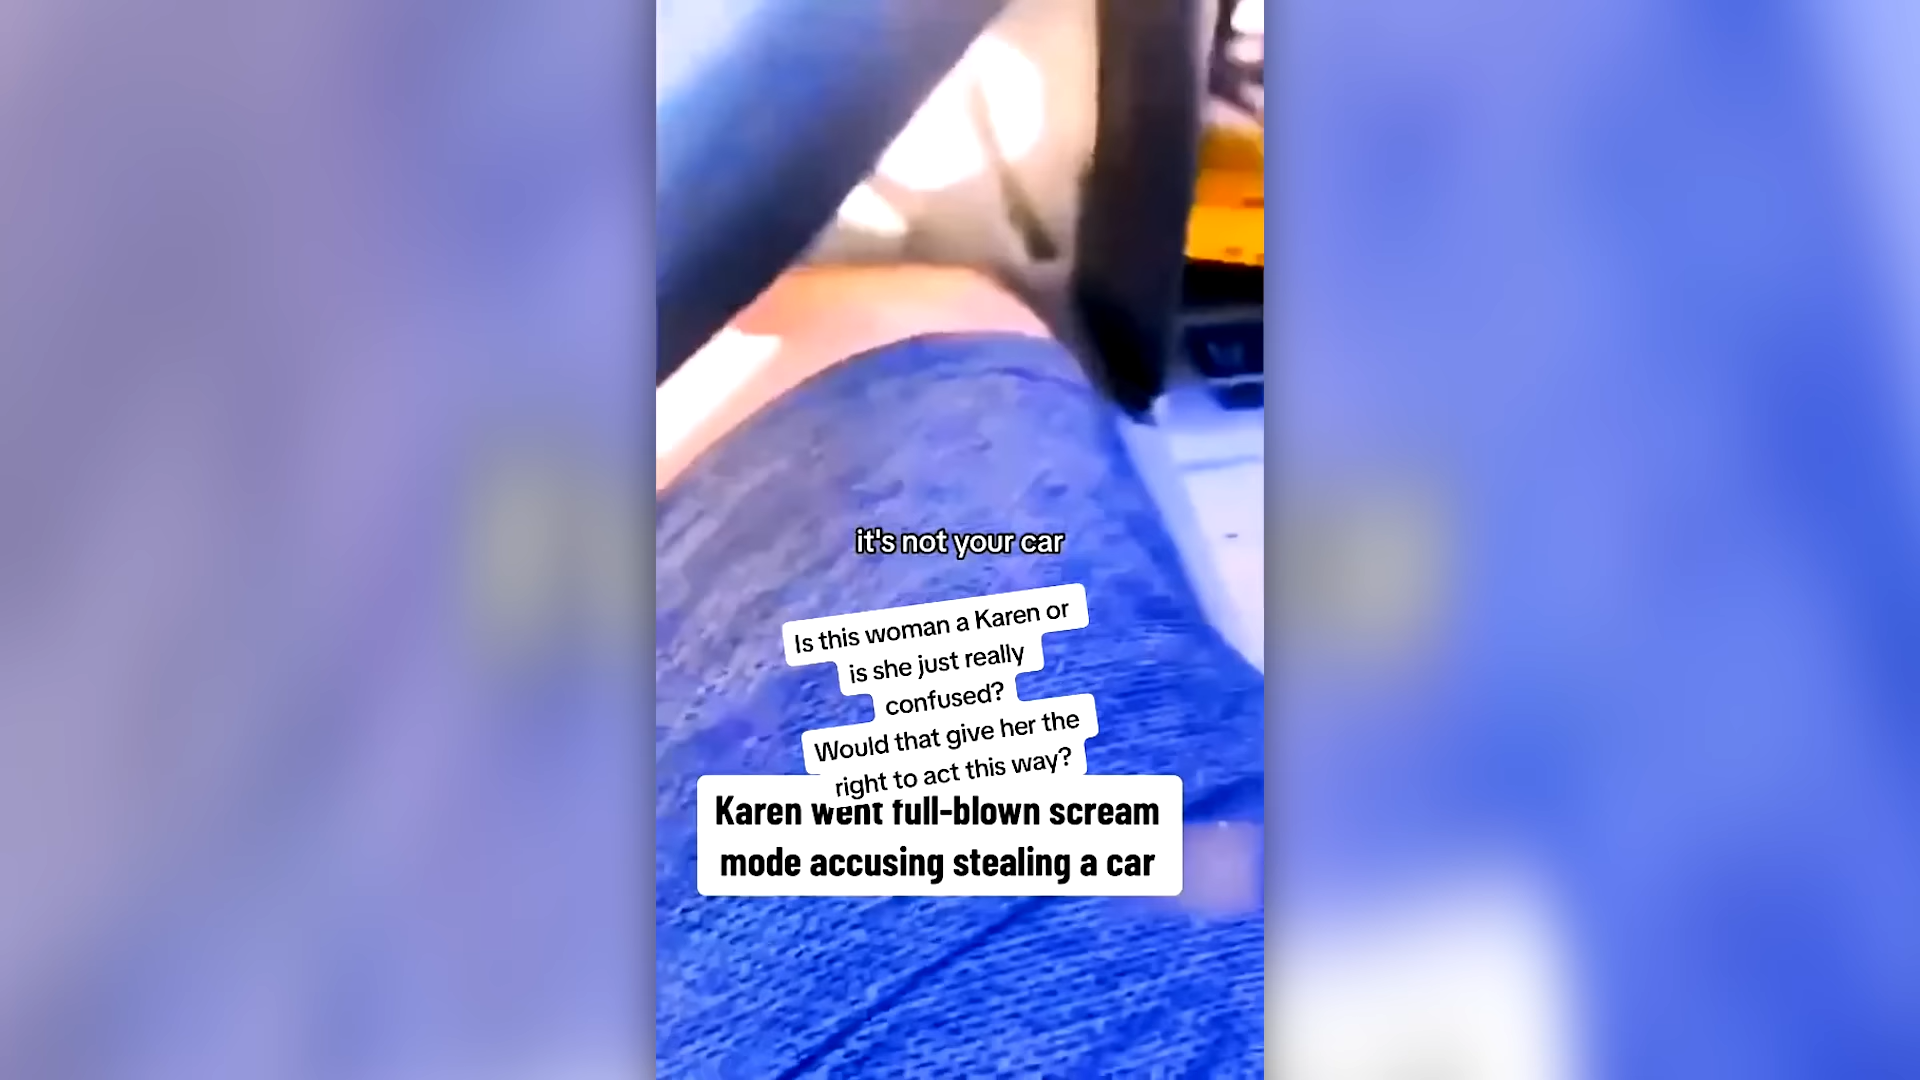 it's not your car
Is this woman a Karen or
is she just really
confused?
Would that give her the
right to act this way?
Karen went full-blown scream
mode accusing stealing a car